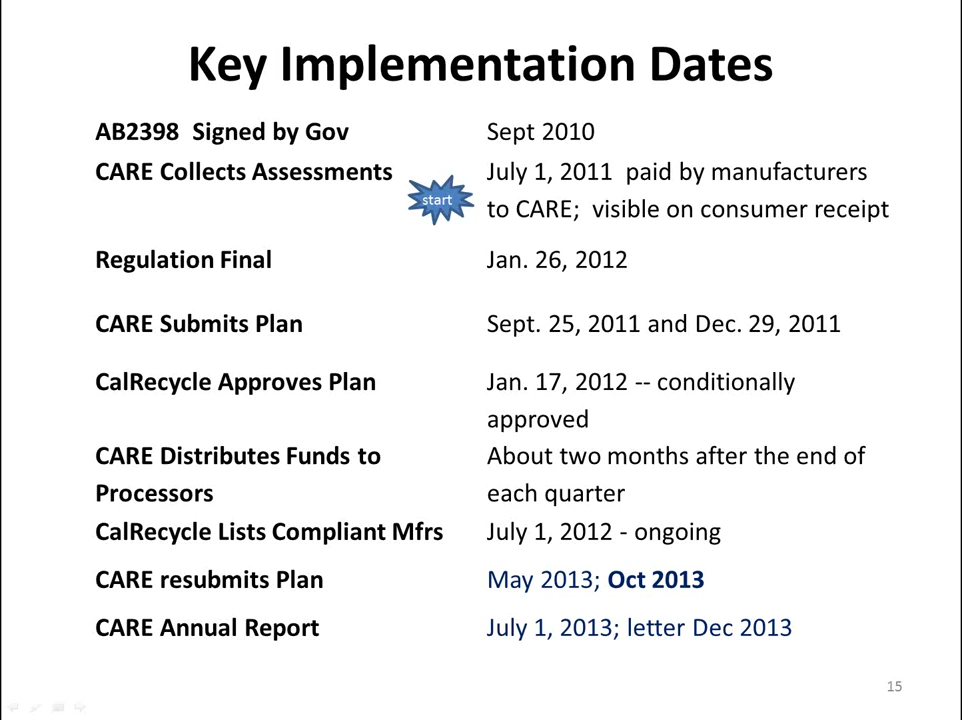 Key Implementation Dates
AB2398  Signed by Gov Sept 2010
CARE Collects Assessments July 1, 2011  paid by manufacturers
start to CARE;  visible on consumer receipt
Regulation Final Jan. 26, 2012
CARE Submits Plan Sept. 25, 2011 and Dec. 29, 2011
CalRecycle Approves Plan Jan. 17, 2012 -- conditionally
approved
CARE Distributes Funds to About two months after the end of
Processors each quarter
CalRecycle Lists Compliant Mfrs July 1, 2012 - ongoing
CARE resubmits Plan May 2013; Oct 2013
CARE Annual Report July 1, 2013; letter Dec 2013
15